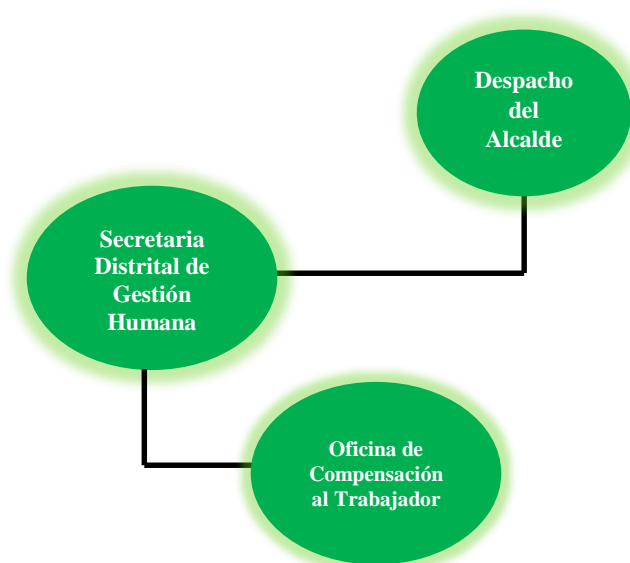 Despacho
del
Alcalde
Secretaria
Distrital de
Gestión
Humana
Oficina de
Compensación
al Trabajador